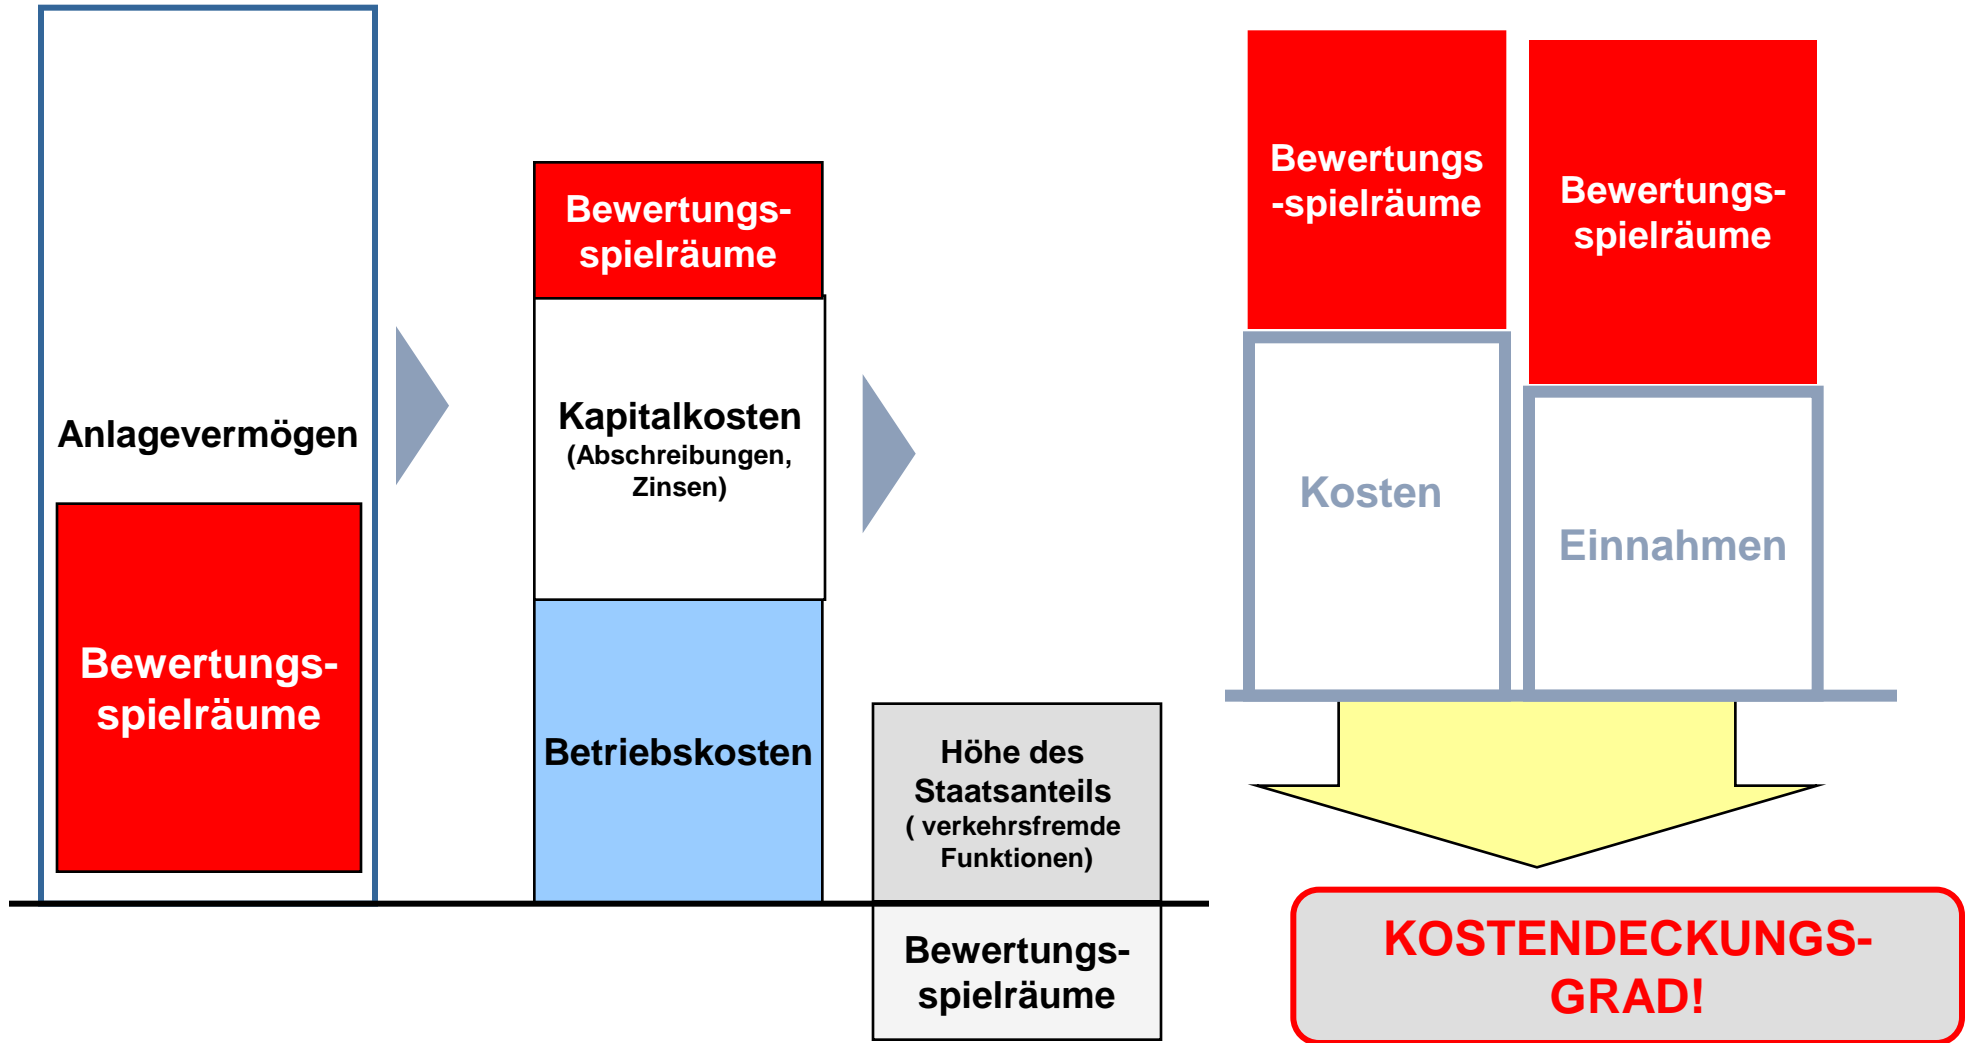 Anlagevermögen
Bewertungs-
spielräume
Bewertungs-
spielräume
Kapitalkosten
(Abschreibungen,
Zinsen)
Betriebskosten
Höhe des
Staatsanteils
( verkehrsfremde
Funktionen)
Bewertungs-
spielräume
Bewertungs
-spielräume
Kosten
Bewertungs-
spielräume
Einnahmen
KOSTENDECKUNGS-
GRAD!